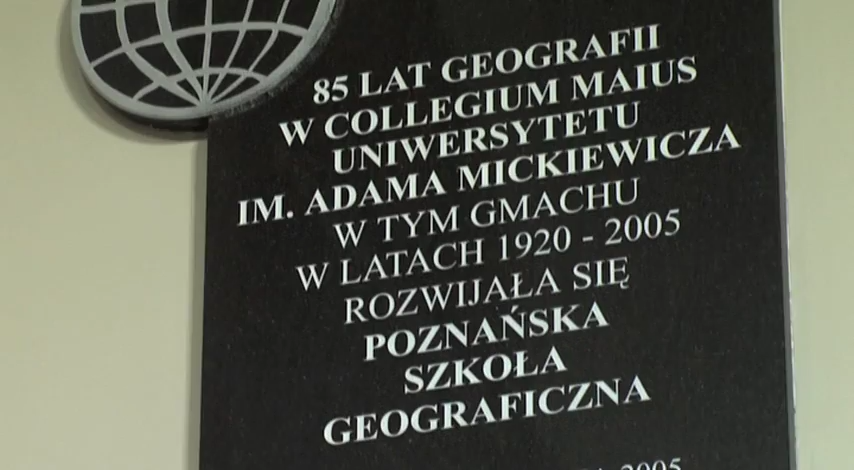 85 LAT GEOGRAFII
W COLLEGIUM MAIUS
UNIWERSYTETU
IM. ADAMA MICKIEWICZA
W TYM GMACHU
W LATACH 1920 - 2005
ROZWIJAŁA SIĘ
POZNAŃSKA
SZKOŁA
GEOGRAFICZNA
2005